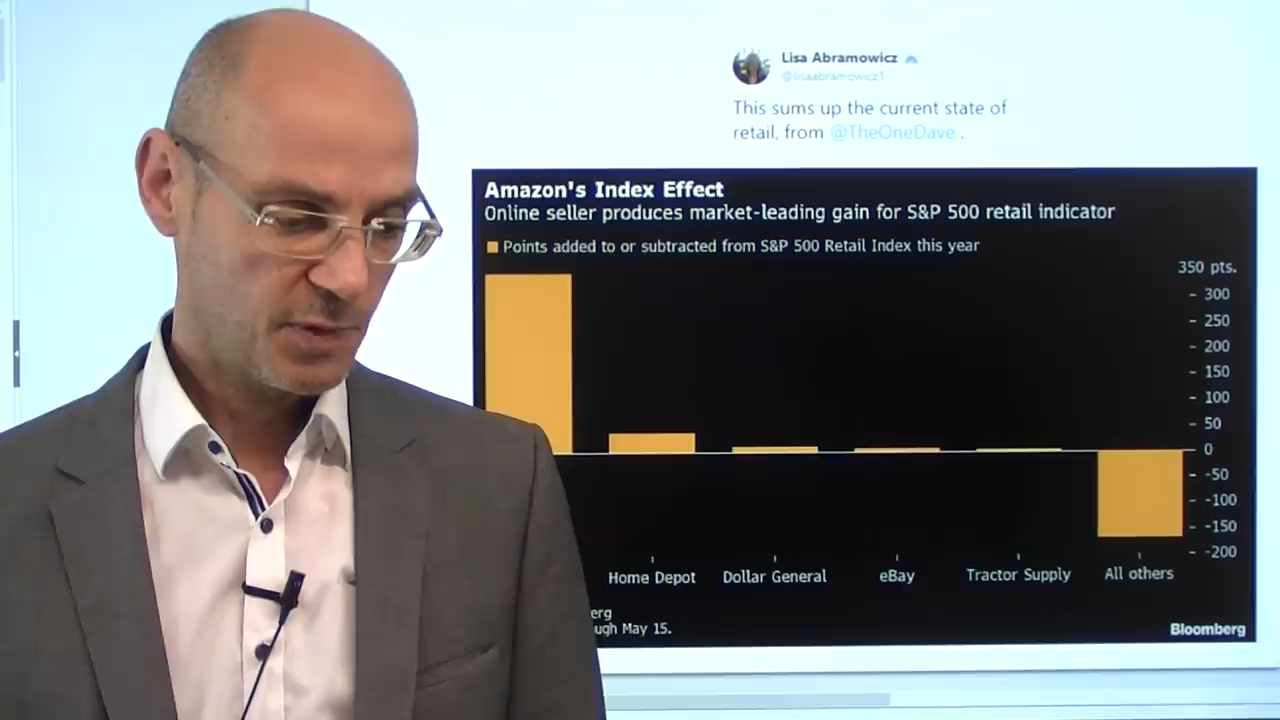 Lisa Abramowicz
@lisaabramowicz1
This sums up the current state of
retail, from @TheOneDave .
Amazon's Index Effect
Online seller produces market-leading gain for S&P 500 retail indicator
Points added to or subtracted from S&P 500 Retail Index this year
350 pts.
- 300
- 250
- 200
- 150
- 100
- 50
- 0
- -50
- -100
- -150
- -200
Home Depot
Dollar General
eBay
Tractor Supply
All others
erg
ugh May 15.
Bloomberg